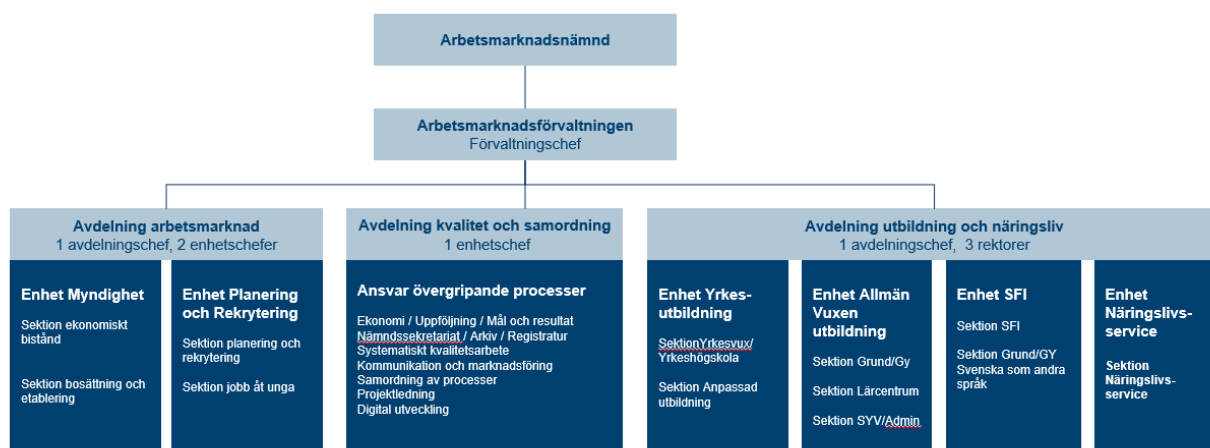 Arbetsmarknadsnämnd
Arbetsmarknadsförvaltningen
Förvaltningschef
Avdelning arbetsmarknad
1 avdelningschef, 2 enhetschefer
Enhet Myndighet
Sektion ekonomiskt
bistånd
Sektion bosättning och
etablering
Enhet Planering
och Rekrytering
Sektion planering och
rekrytering
Sektion jobb åt unga
Avdelning kvalitet och samordning
1 enhetschef
Ansvar övergripande processer
Ekonomi / Uppföljning / Mål och resultat
Nämndssekretariat / Arkiv / Registratur
Systematiskt kvalitetsarbete
Kommunikation och marknadsföring
Samordning av processer
Projektledning
Digital utveckling
Avdelning utbildning och näringsliv
1 avdelningschef, 3 rektorer
Enhet Yrkes-
utbildning
SektionYrkesvux/
Yrkeshögskola
Sektion Anpassad
utbildning
Enhet Allmän
Vuxen
utbildning
Sektion Grund/Gy
Sektion Lärcentrum
Sektion SYV/Admin
Enhet SFI
Sektion SFI
Sektion Grund/GY
Svenska som andra
språk
Enhet
Näringslivs-
service
Sektion
Näringslivs-
service